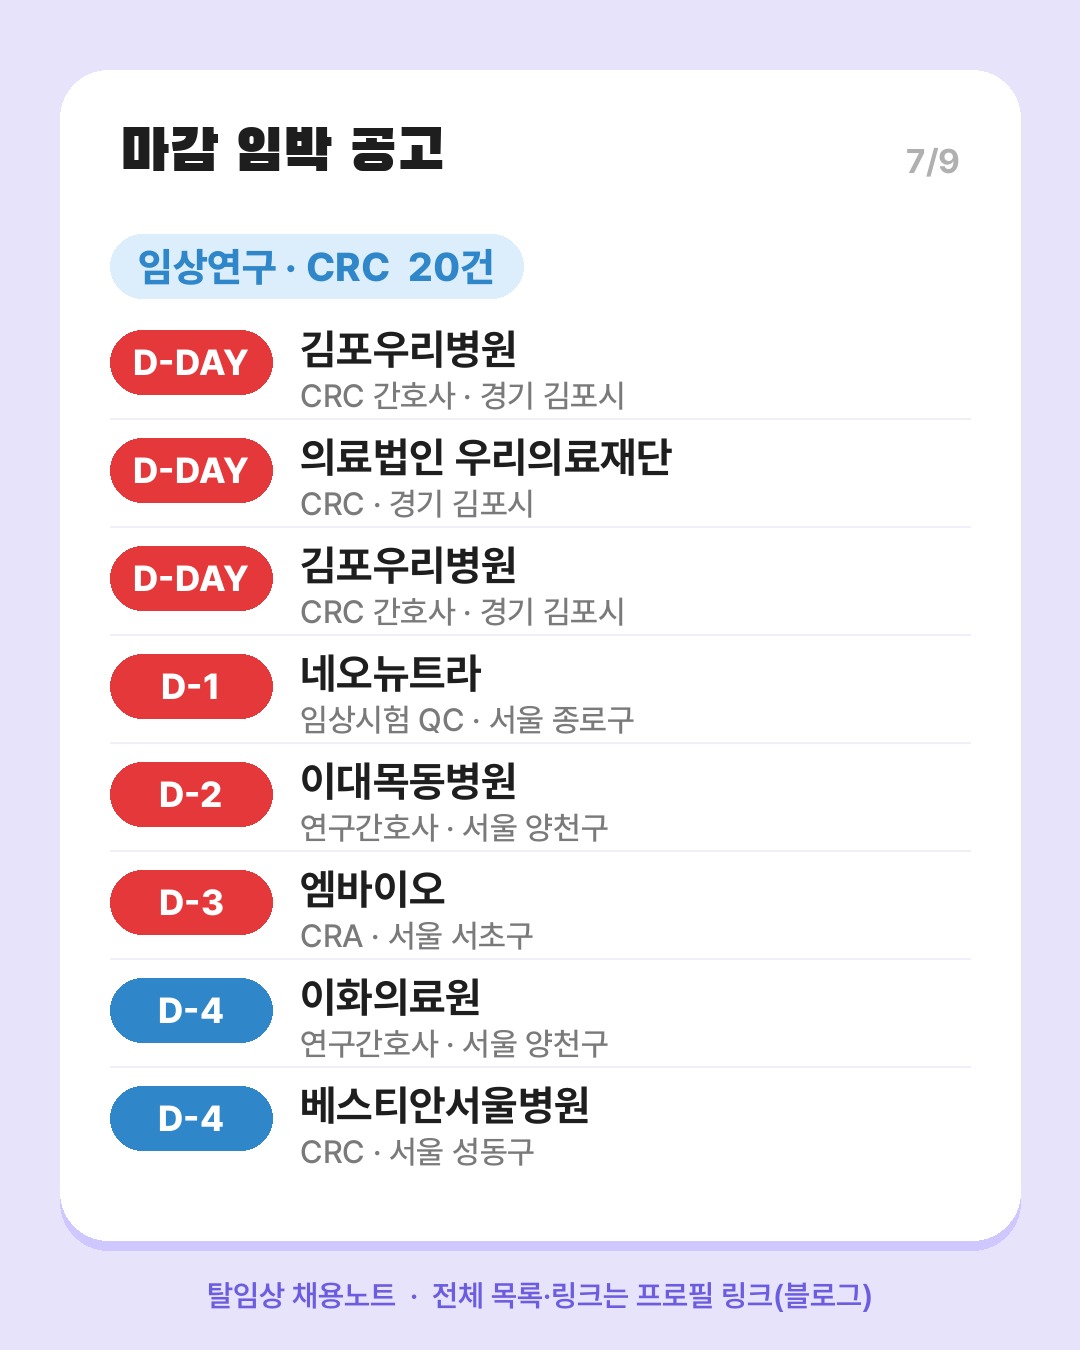 마감 임박 공고
7/9
임상연구 · CRC 20건
D-DAY
김포우리병원
CRC 간호사 · 경기 김포시
D-DAY
의료법인 우리의료재단
CRC · 경기 김포시
D-DAY
김포우리병원
CRC 간호사 · 경기 김포시
D-1
네오뉴트라
임상시험 QC · 서울 종로구
D-2
이대목동병원
연구간호사 · 서울 양천구
D-3
엠바이오
CRA · 서울 서초구
D-4
이화의료원
연구간호사 · 서울 양천구
D-4
베스티안서울병원
CRC · 서울 성동구
탈임상 채용노트 · 전체 목록·링크는 프로필 링크(블로그)